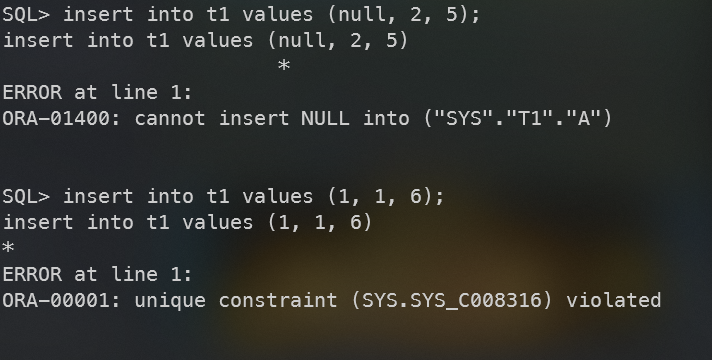 SQL> insert into t1 values (null, 2, 5);
insert into t1 values (null, 2, 5)
                       *
ERROR at line 1:
ORA-01400: cannot insert NULL into ("SYS"."T1"."A")
SQL> insert into t1 values (1, 1, 6);
insert into t1 values (1, 1, 6)
*
ERROR at line 1:
ORA-00001: unique constraint (SYS.SYS_C008316) violated